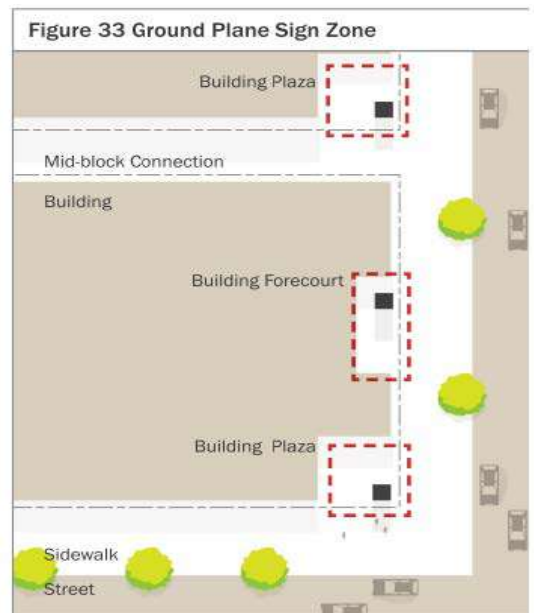 Figure 33 Ground Plane Sign Zone
Building Plaza
Mid-block Connection
Building
Building Forecourt
Building Plaza
Sidewalk
Street